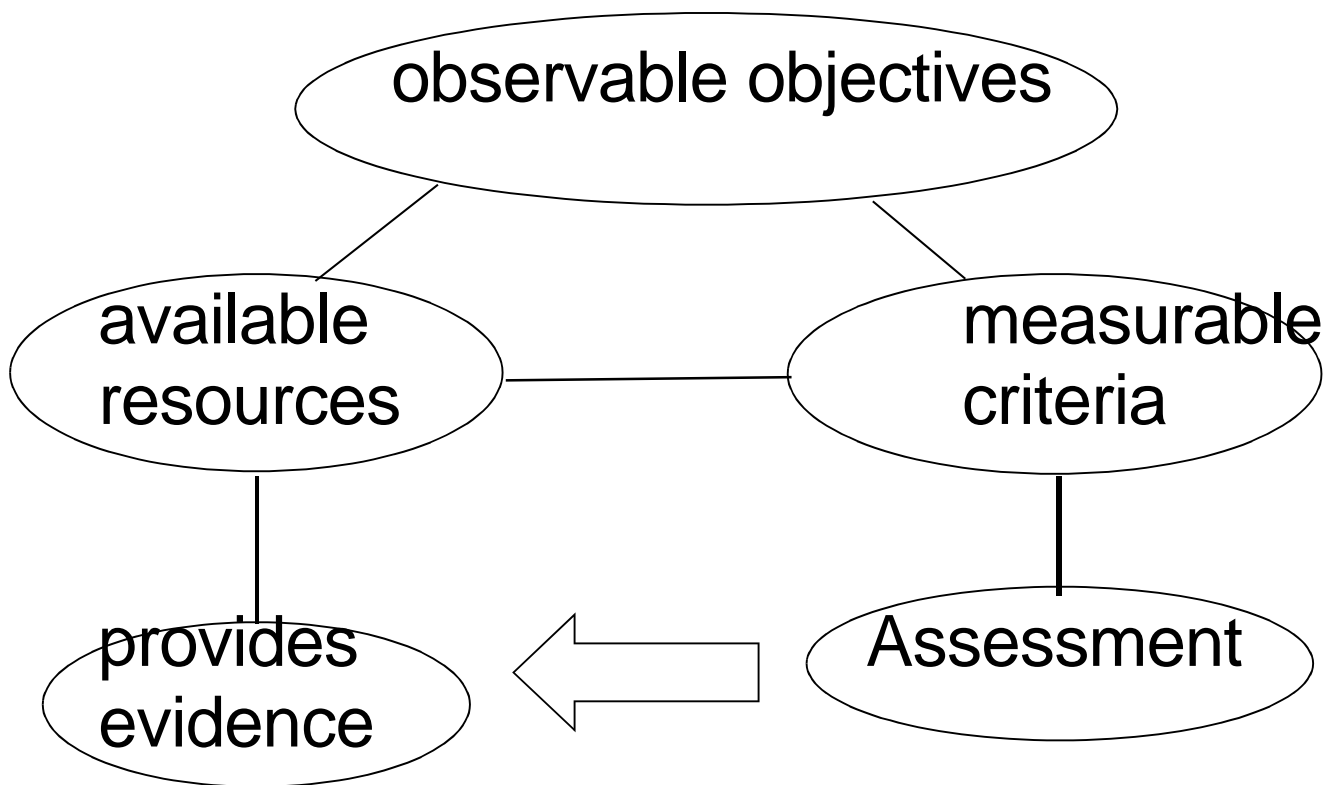 observable objectives
available
resources
measurable
criteria
provides
evidence
Assessment